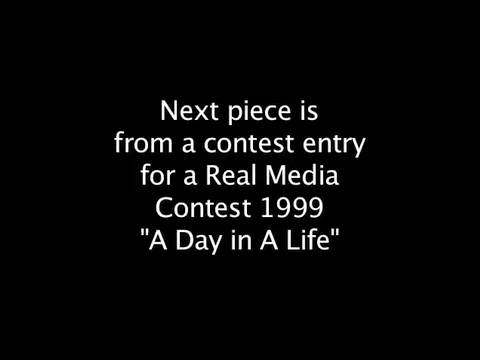 Next piece is
from a contest entry
for a Real Media
Contest 1999
"A Day in A Life"